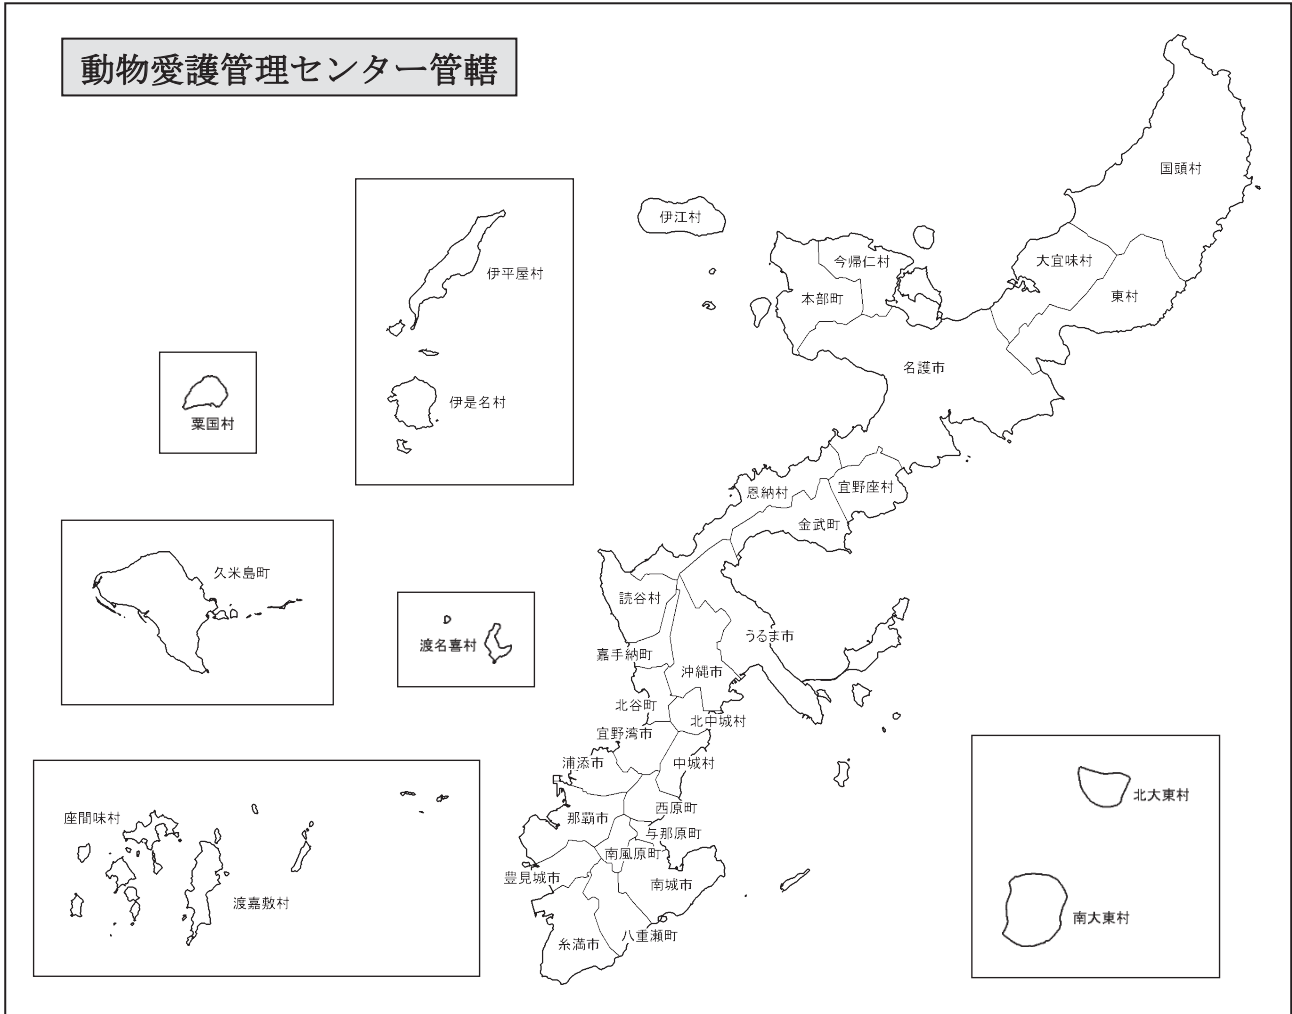 動物愛護管理センター管轄
国頭村
伊江村
大宜味村
今帰仁村
伊平屋村
東村
本部町
名護市
伊是名村
粟国村
宜野座村
恩納村
金武町
久米島町
読谷村
うるま市
渡名喜村
嘉手納町
沖縄市
北谷町
北中城村
宜野湾市
浦添市
中城村
北大東村
西原町
座間味村
那覇市
与那原町
南風原町
豊見城市
南城市
渡嘉敷村
南大東村
八重瀬町
糸満市